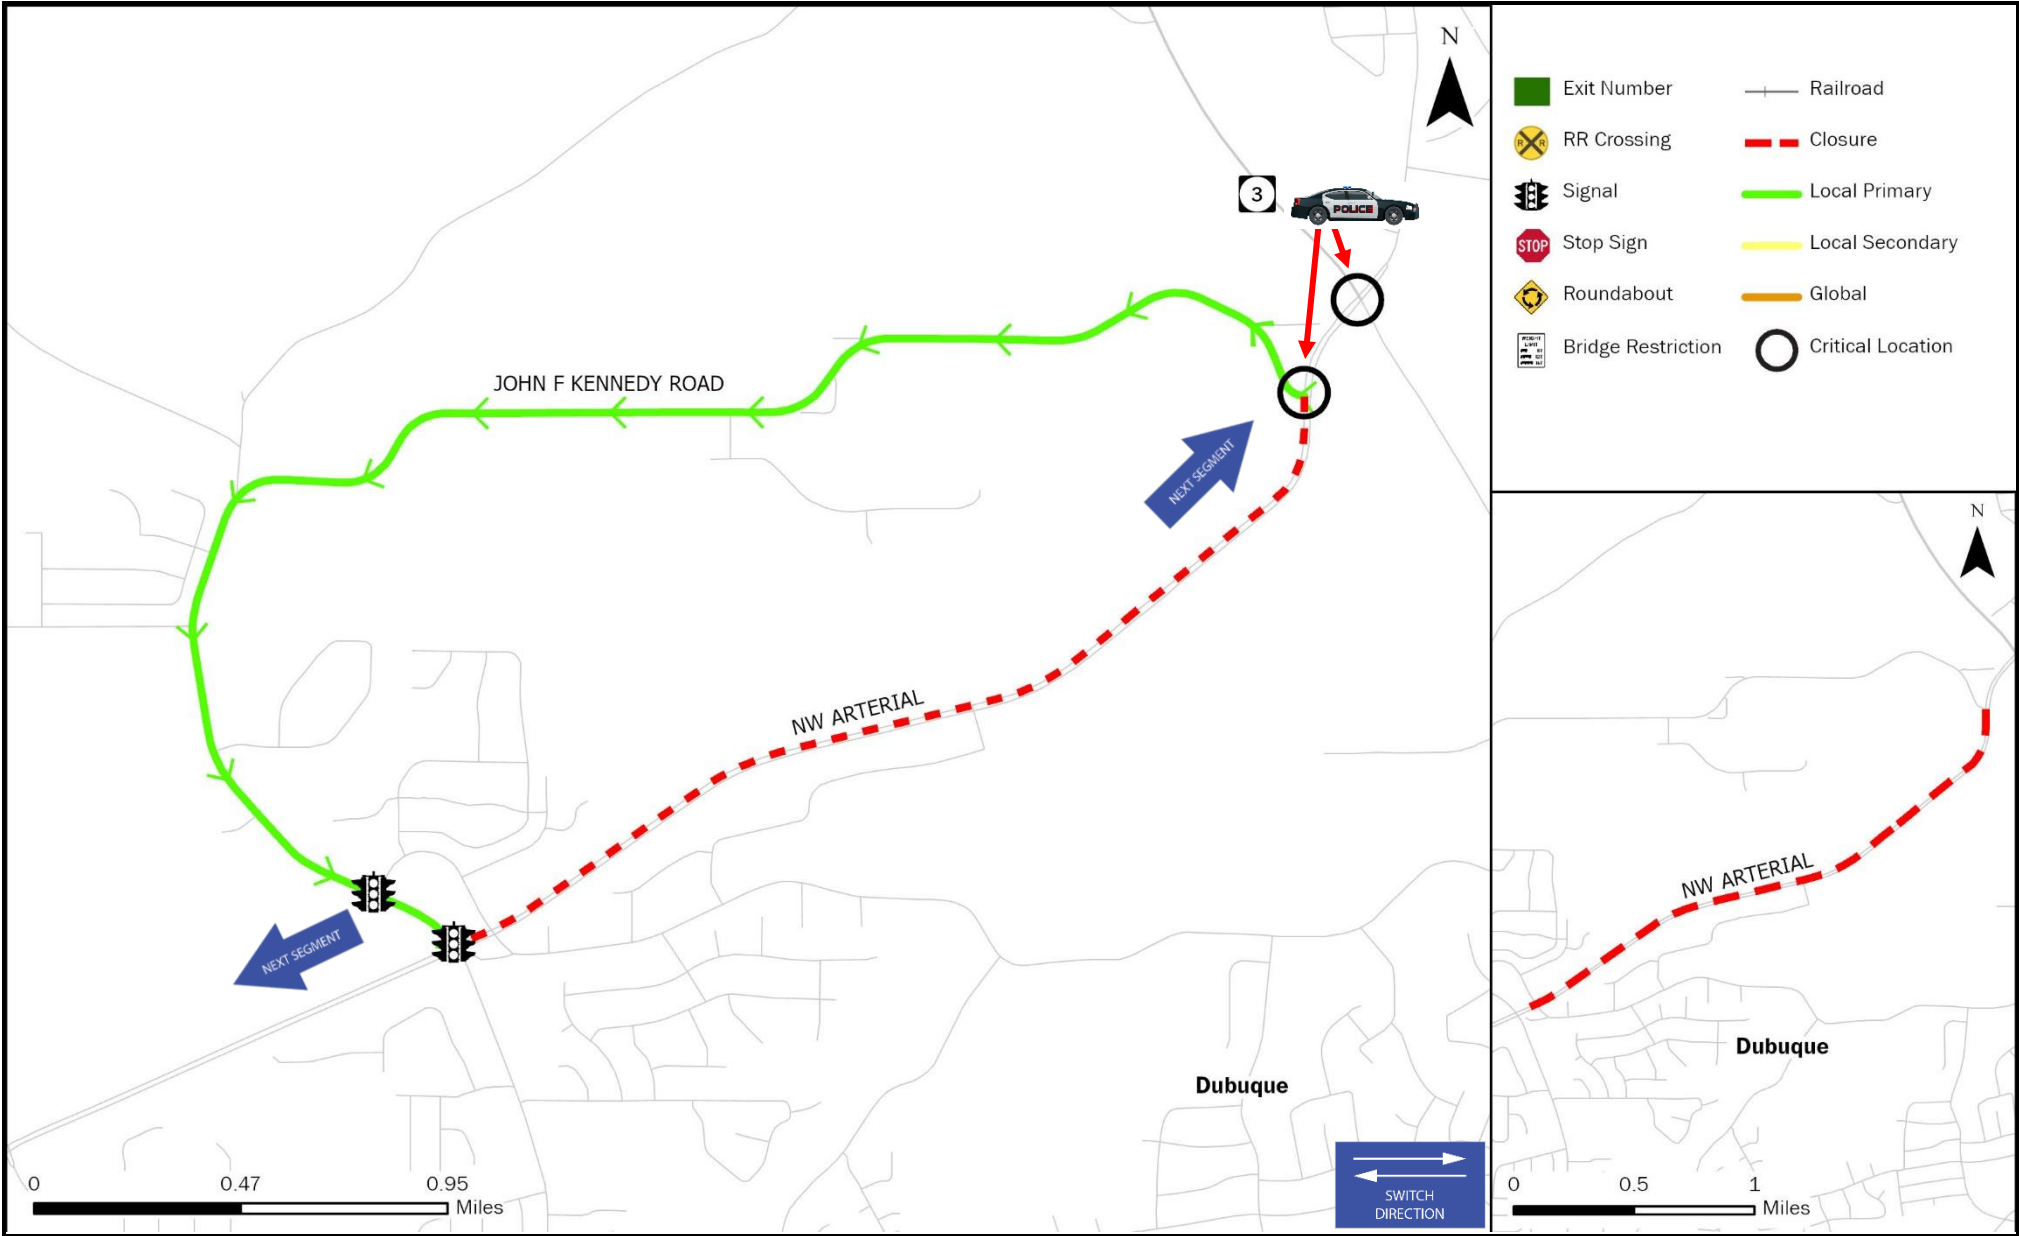 N
3
POLICE
JOHN F KENNEDY ROAD
NEXT SEGMENT
NW ARTERIAL
NEXT SEGMENT
Dubuque
0 0.47 0.95
Miles
SWITCH
DIRECTION
Exit Number
Railroad
R R
RR Crossing
Closure
Signal
Local Primary
STOP
Stop Sign
Local Secondary
Roundabout
Global
WEIGHT
LIMIT
Bridge Restriction
Critical Location
N
NW ARTERIAL
Dubuque
0 0.5 1
Miles